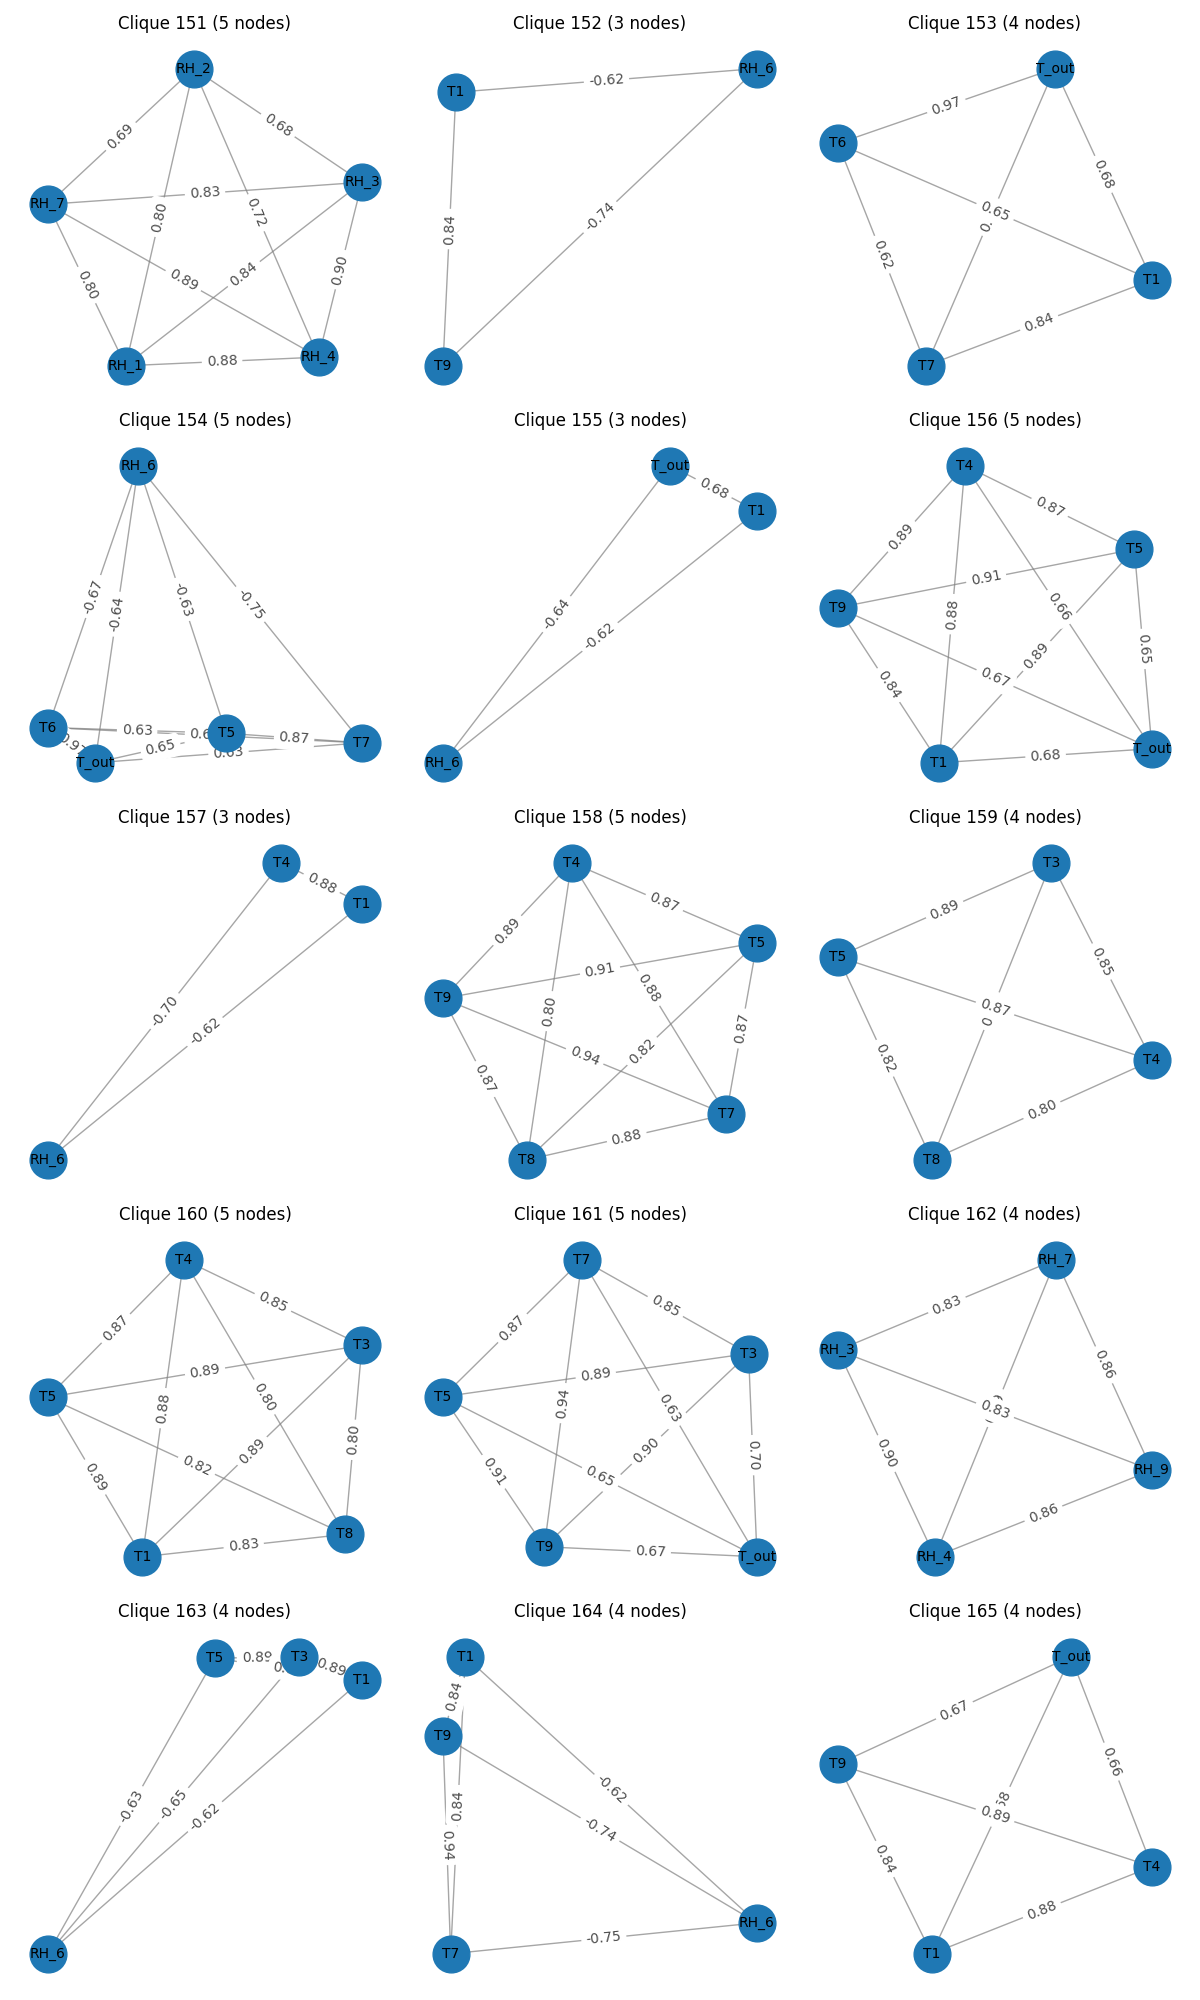 Clique 151 (5 nodes)
RH_2
0.69
0.68
RH_3
0.83
RH_7
0.80
0.72
0.80
0.89
0.84
0.90
RH_1
0.88
RH_4
Clique 152 (3 nodes)
RH_6
-0.62
T1
-0.74
0.84
T9
Clique 153 (4 nodes)
T_out
0.97
T6
0.68
0.65
0.62
T1
0.84
T7
Clique 154 (5 nodes)
RH_6
-0.67
-0.64
-0.63
-0.75
T6
0.63
T5
0.87
T7
0.97
0.65
0.63
T_out
Clique 155 (3 nodes)
T_out
0.68
T1
-0.64
-0.62
RH_6
Clique 156 (5 nodes)
T4
0.87
0.89
T5
0.91
T9
0.88
0.66
0.89
0.65
0.84
0.67
T1
0.68
T_out
Clique 157 (3 nodes)
T4
0.88
T1
-0.70
-0.62
RH_6
Clique 158 (5 nodes)
T4
0.87
0.89
T5
0.91
T9
0.88
0.80
0.87
0.94
0.82
0.87
T7
0.88
T8
Clique 159 (4 nodes)
T3
0.89
T5
0.85
0.87
0.82
T4
0.80
T8
Clique 160 (5 nodes)
T4
0.85
0.87
T3
0.89
T5
0.88
0.80
0.89
0.80
0.82
0.89
T8
0.83
T1
Clique 161 (5 nodes)
T7
0.85
0.87
T3
0.89
T5
0.94
0.63
0.90
0.70
0.91
0.65
T9
0.67
T_out
Clique 162 (4 nodes)
RH_7
0.83
RH_3
0.86
0.83
0.90
RH_9
0.86
RH_4
Clique 163 (4 nodes)
T5
0.89
T3
0.89
T1
-0.63
-0.65
-0.62
RH_6
Clique 164 (4 nodes)
T1
0.84
T9
-0.62
0.84
-0.74
0.94
RH_6
-0.75
T7
Clique 165 (4 nodes)
T_out
0.67
T9
0.66
0.89
0.84
T4
0.88
T1